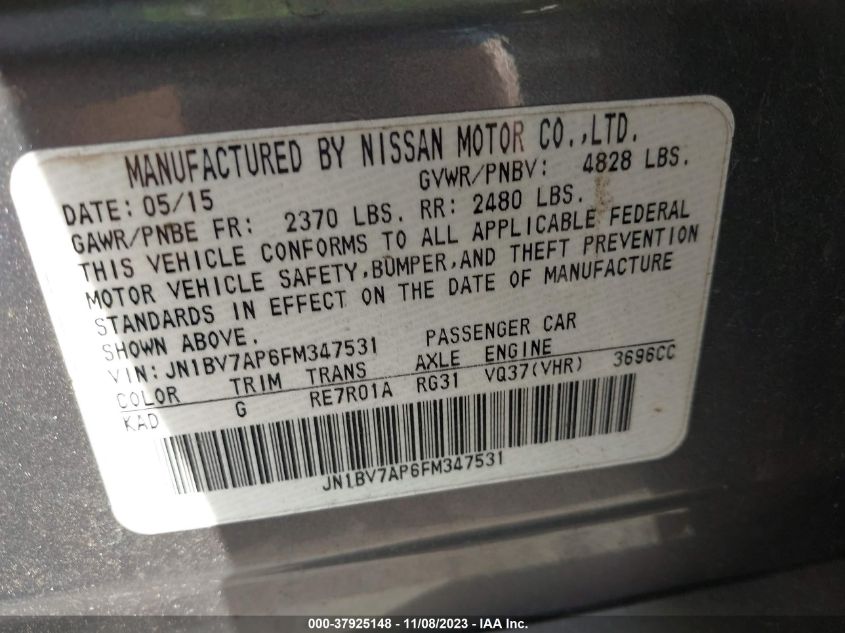 MANUFACTURED BY NISSAN MOTOR CO.,LTD.
DATE: 05/15 GVWR/PNBV: 4828 LBS.
GAWR/PNBE FR: 2370 LBS. RR: 2480 LBS.
THIS VEHICLE CONFORMS TO ALL APPLICABLE FEDERAL
MOTOR VEHICLE SAFETY,BUMPER,AND THEFT PREVENTION
STANDARDS IN EFFECT ON THE DATE OF MANUFACTURE
SHOWN ABOVE.
VIN: JN1BV7AP6FM347531 PASSENGER CAR
COLOR TRIM TRANS AXLE ENGINE
KAD G RE7R01A RG31 VQ37(VHR) 3696CC
JN1BV7AP6FM347531
000-37925148 - 11/08/2023 - IAA Inc.